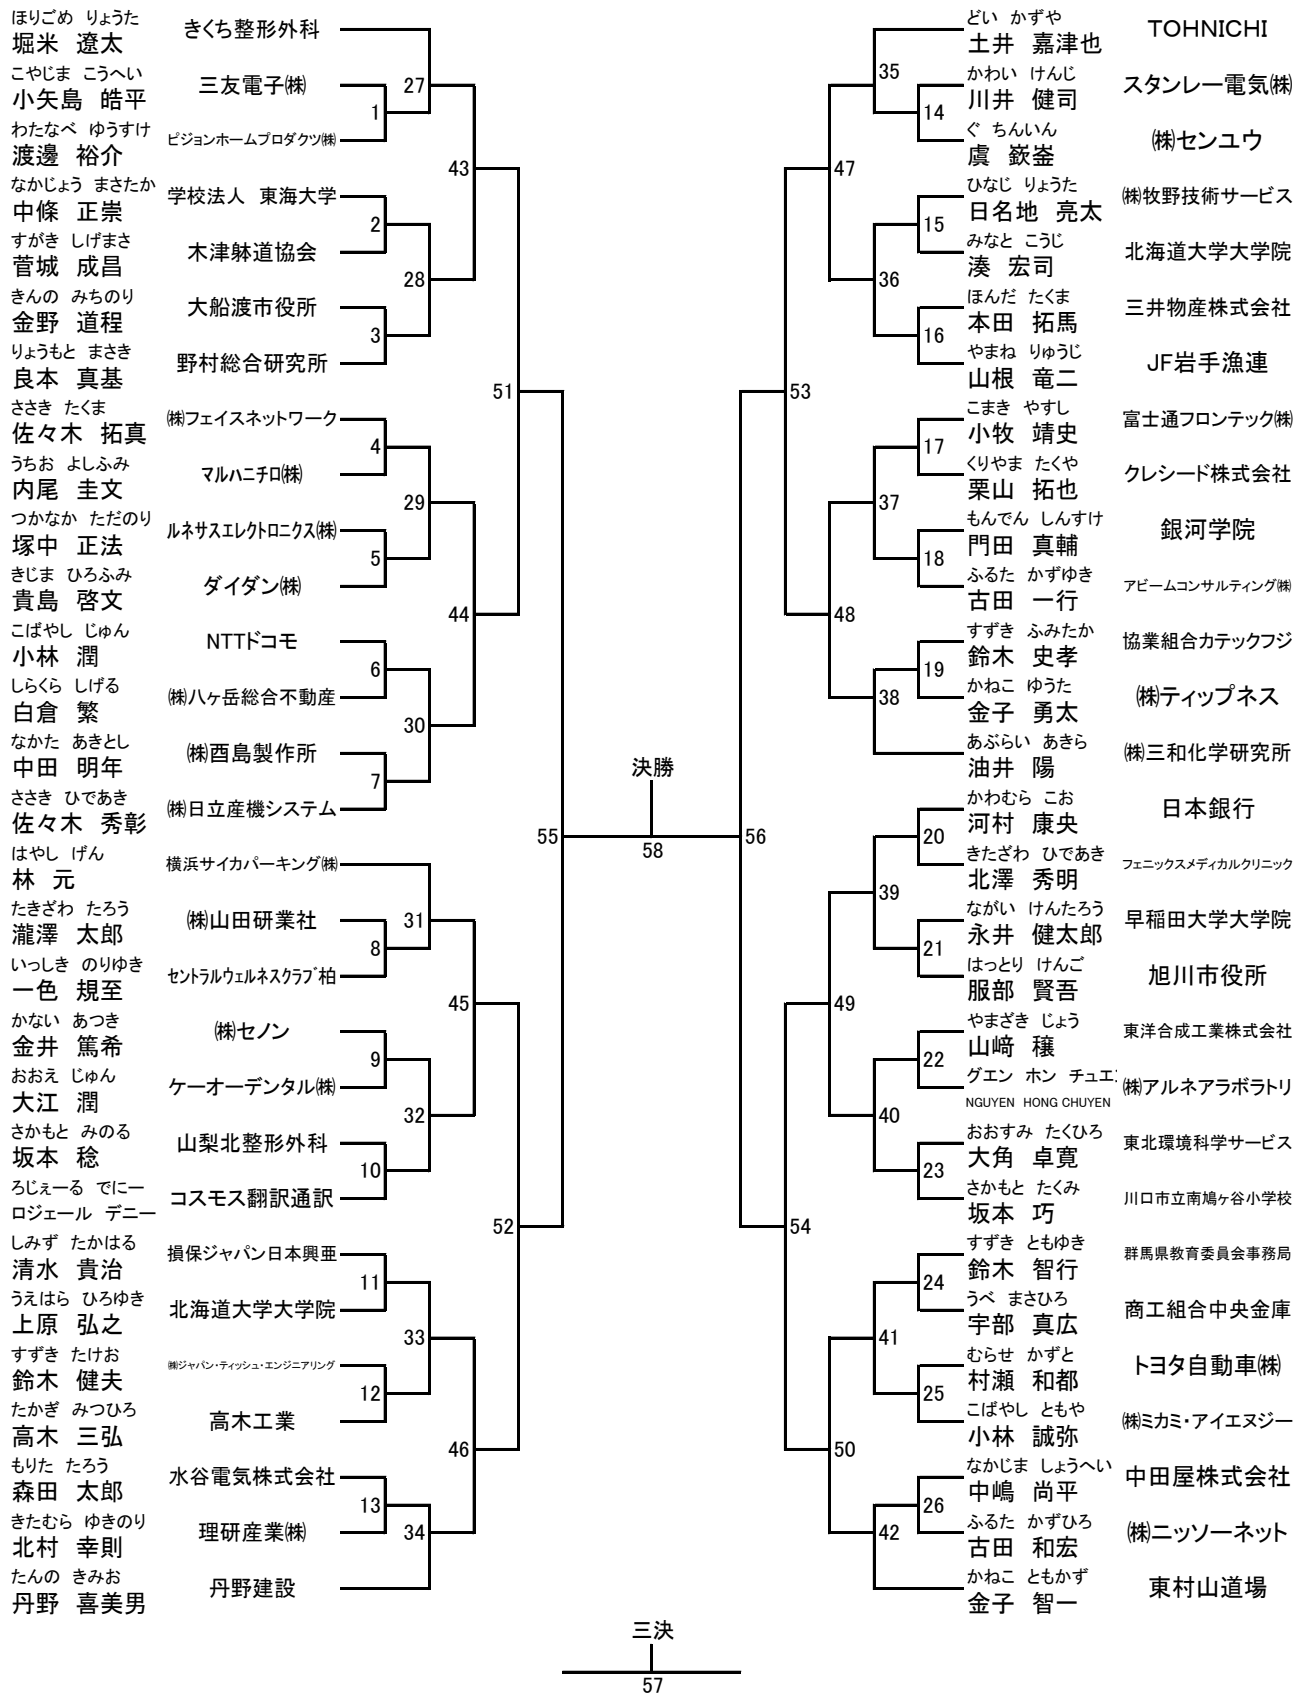 ほりごめ りょうた
堀米 遼太 きくち整形外科
こやじま こうへい
小矢島 皓平 三友電子㈱
わたなべ ゆうすけ
渡邊 裕介 ピジョンホームプロダクツ㈱
なかじょう まさたか
中條 正崇 学校法人 東海大学
すがき しげまさ
菅城 成昌 木津躰道協会
きんの みちのり
金野 道程 大船渡市役所
りょうもと まさき
良本 真基 野村総合研究所
ささき たくま
佐々木 拓真 ㈱フェイスネットワーク
うちお よしふみ
内尾 圭文 マルハニチロ㈱
つかなか ただのり
塚中 正法 ルネサスエレクトロニクス㈱
きじま ひろふみ
貴島 啓文 ダイダン㈱
こばやし じゅん
小林 潤 NTTドコモ
しらくら しげる
白倉 繁 ㈱八ヶ岳総合不動産
なかた あきとし
中田 明年 ㈱酉島製作所
ささき ひであき
佐々木 秀彰 ㈱日立産機システム
はやし げん
林 元 横浜サイカパーキング㈱
たきざわ たろう
瀧澤 太郎 ㈱山田研業社
いっしき のりゆき
一色 規至 セントラルウェルネスクラブ柏
かない あつき
金井 篤希 ㈱セノン
おおえ じゅん
大江 潤 ケーオーデンタル㈱
さかもと みのる
坂本 稔 山梨北整形外科
ろじぇーる でにー
ロジェール デニー コスモス翻訳通訳
しみず たかはる
清水 貴治 損保ジャパン日本興亜
うえはら ひろゆき
上原 弘之 北海道大学大学院
すずき たけお
鈴木 健夫 ㈱ジャパン・ティッシュ・エンジニアリング
たかぎ みつひろ
高木 三弘 高木工業
もりた たろう
森田 太郎 水谷電気株式会社
きたむら ゆきのり
北村 幸則 理研産業㈱
たんの きみお
丹野 喜美男 丹野建設
1
2
3
4
5
6
7
8
9
10
11
12
13
27
28
29
30
31
32
33
34
43
44
45
46
51
52
55
決勝
58
56
53
54
47
48
49
50
35
36
37
38
39
40
41
42
14
15
16
17
18
19
20
21
22
23
24
25
26
どい かずや
土井 嘉津也 TOHNICHI
かわい けんじ
川井 健司 スタンレー電気㈱
ぐ ちんいん
虞 嶔崟 ㈱センユウ
ひなじ りょうた
日名地 亮太 ㈱牧野技術サービス
みなと こうじ
湊 宏司 北海道大学大学院
ほんだ たくま
本田 拓馬 三井物産株式会社
やまね りゅうじ
山根 竜二 JF岩手漁連
こまき やすし
小牧 靖史 富士通フロンテック㈱
くりやま たくや
栗山 拓也 クレシード株式会社
もんでん しんすけ
門田 真輔 銀河学院
ふるた かずゆき
古田 一行 アビームコンサルティング㈱
すずき ふみたか
鈴木 史孝 協業組合カテックフジ
かねこ ゆうた
金子 勇太 ㈱ティップネス
あぶらい あきら
油井 陽 ㈱三和化学研究所
かわむら こお
河村 康央 日本銀行
きたざわ ひであき
北澤 秀明 フェニックスメディカルクリニック
ながい けんたろう
永井 健太郎 早稲田大学大学院
はっとり けんご
服部 賢吾 旭川市役所
やまざき じょう
山﨑 穣 東洋合成工業株式会社
グエン ホン チュエ
NGUYEN HONG CHUYEN ㈱アルネアラボラトリ
おおすみ たくひろ
大角 卓寛 東北環境科学サービス
さかもと たくみ
坂本 巧 川口市立南鳩ヶ谷小学校
すずき ともゆき
鈴木 智行 群馬県教育委員会事務局
うべ まさひろ
宇部 真広 商工組合中央金庫
むらせ かずと
村瀬 和都 トヨタ自動車㈱
こばやし ともや
小林 誠弥 ㈱ミカミ・アイエヌジー
なかじま しょうへい
中嶋 尚平 中田屋株式会社
ふるた かずひろ
古田 和宏 ㈱ニッソーネット
かねこ ともかず
金子 智一 東村山道場
三決
57